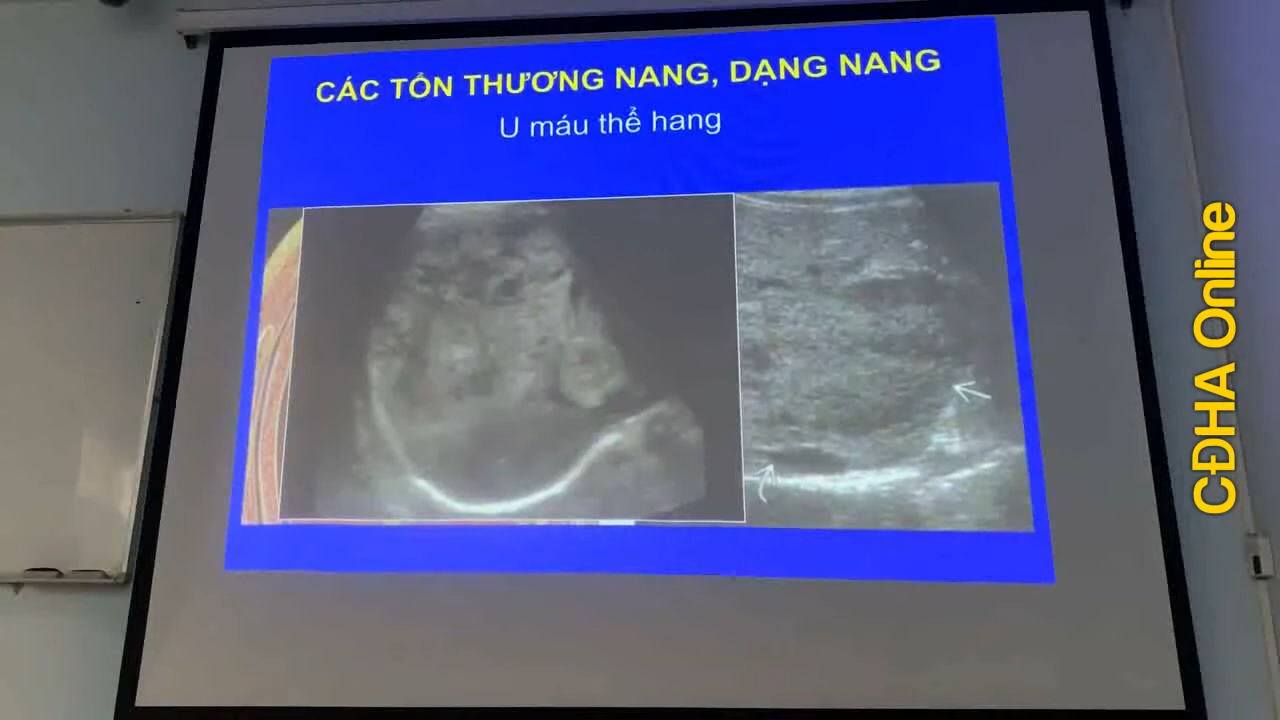 CÁC TỔN THƯƠNG NANG, DẠNG NANG
U máu thể hang
CĐHA Online